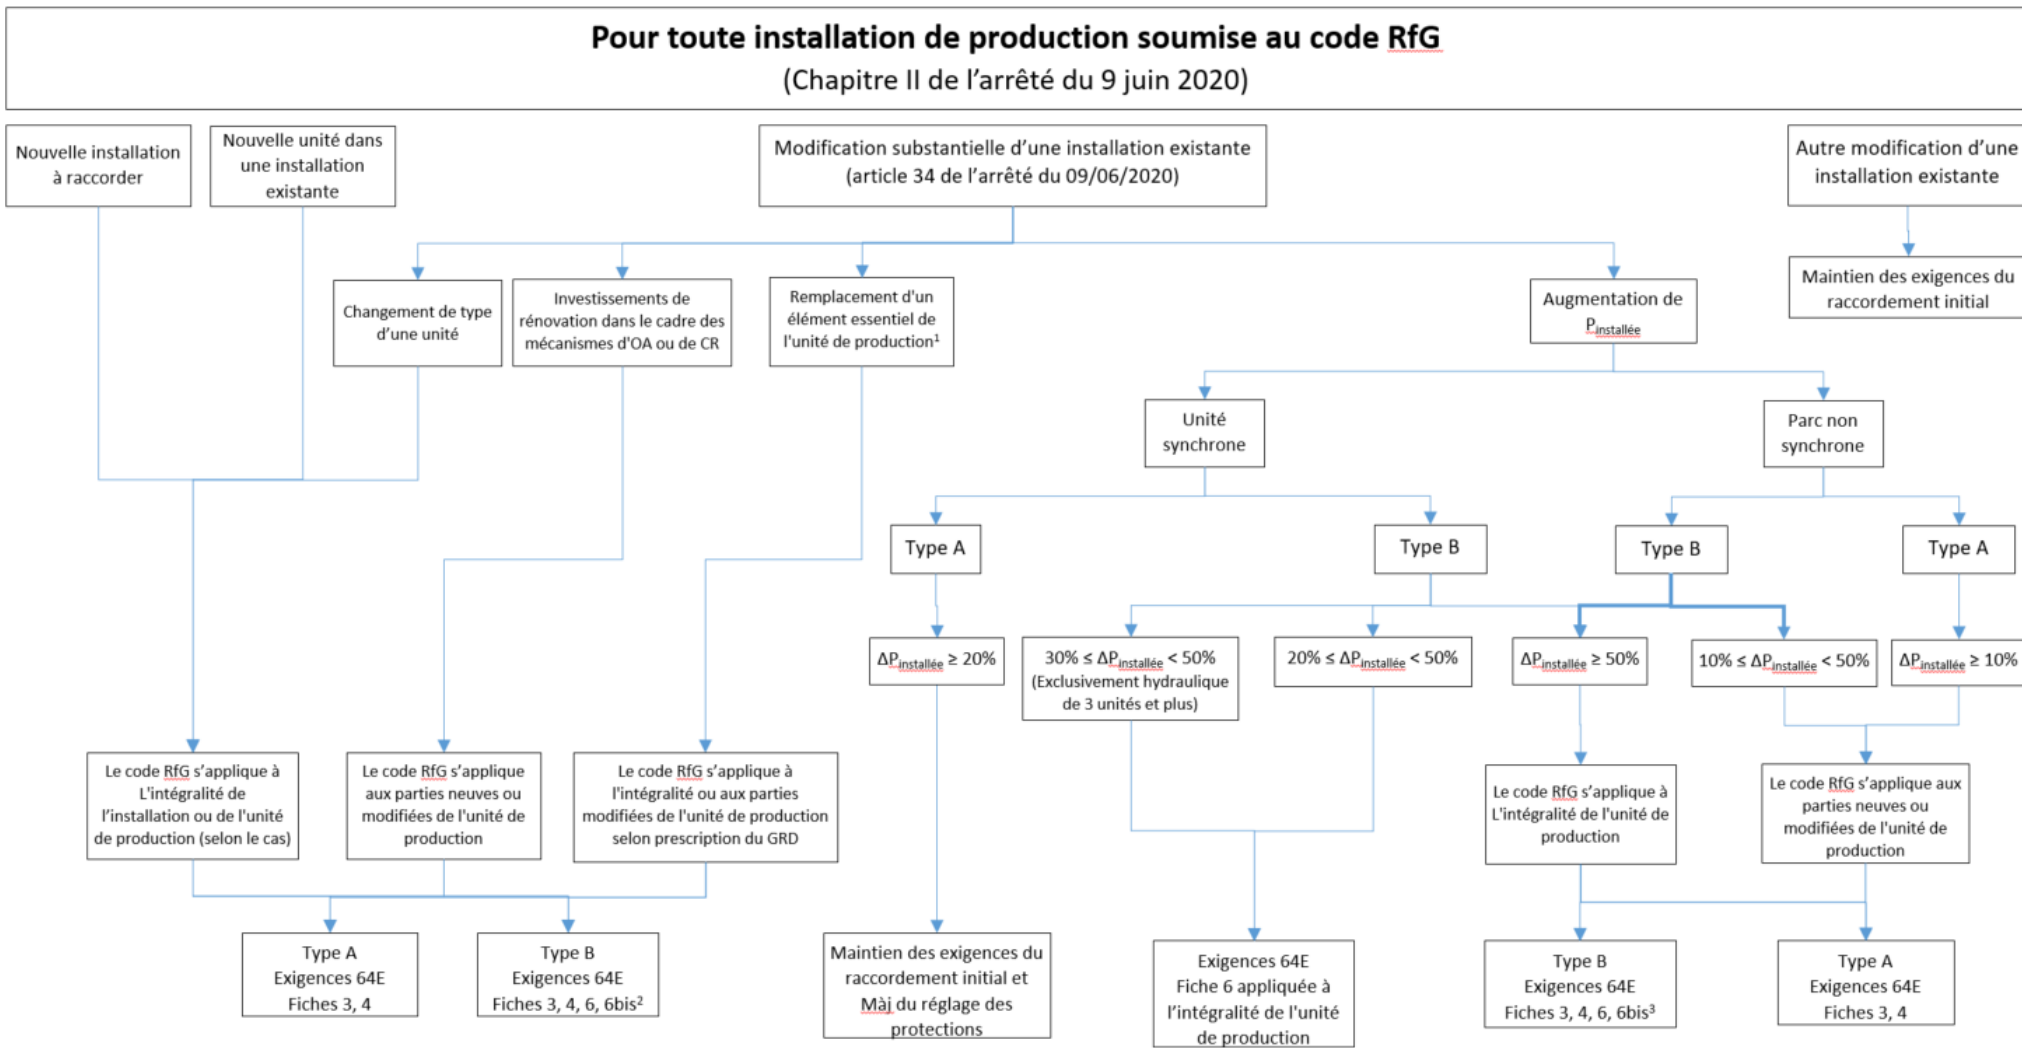 Pour toute installation de production soumise au code RfG
(Chapitre II de l'arrêté du 9 juin 2020)
Nouvelle installation
à raccorder
Nouvelle unité dans
une installation
existante
Modification substantielle d'une installation existante
(article 34 de l'arrêté du 09/06/2020)
Autre modification d'une
installation existante
Changement de type
d'une unité
Investissements de
rénovation dans le cadre des
mécanismes d'OA ou de CR
Remplacement d'un
élément essentiel de
l'unité de production¹
Augmentation de
Pinstallée
Maintien des exigences du
raccordement initial
Unité
synchrone
Parc non
synchrone
Type A
Type B
Type B
Type A
ΔPinstallée ≥ 20%
30% ≤ ΔPinstallée < 50%
(Exclusivement hydraulique
de 3 unités et plus)
20% ≤ ΔPinstallée < 50%
ΔPinstallée ≥ 50%
10% ≤ ΔPinstallée < 50%
ΔPinstallée ≥ 10%
Le code RfG s'applique à
L'intégralité de
l'installation ou de l'unité
de production (selon le cas)
Le code RfG s'applique
aux parties neuves ou
modifiées de l'unité de
production
Le code RfG s'applique à
l'intégralité ou aux parties
modifiées de l'unité de production
selon prescription du GRD
Le code RfG s'applique à
L'intégralité de l'unité de
production
Le code RfG s'applique aux
parties neuves ou
modifiées de l'unité de
production
Type A
Exigences 64E
Fiches 3, 4
Type B
Exigences 64E
Fiches 3, 4, 6, 6bis²
Maintien des exigences du
raccordement initial et
Màj du réglage des
protections
Exigences 64E
Fiche 6 appliquée à
l'intégralité de l'unité
de production
Type B
Exigences 64E
Fiches 3, 4, 6, 6bis³
Type A
Exigences 64E
Fiches 3, 4